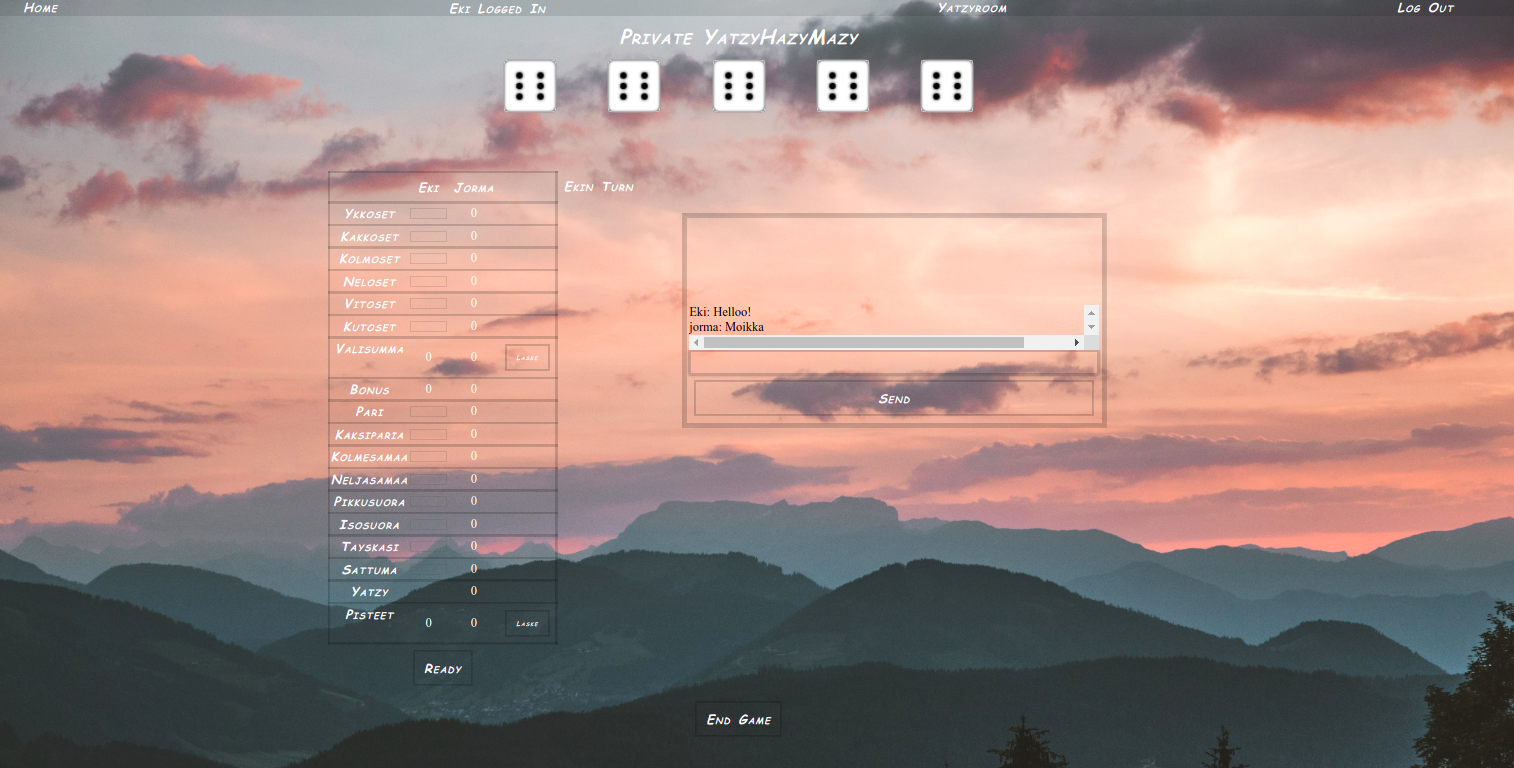 Home Eki Logged In Yatzyroom Log Out
Private YatzyHazyMazy
Eki Jorma
Ekin Turn
Ykkoset 0
Kakkoset 0
Kolmoset 0
Neloset 0
Vitoset 0
Kutoset 0
Valisumma 0 0 Laske
Bonus 0 0
Pari 0
Kaksiparia 0
Kolmesamaa 0
Neljasamaa 0
Pikkusuora 0
Isosuora 0
Tayskasi 0
Sattuma 0
Yatzy 0
Pisteet 0 0 Laske
Ready
Eki: Helloo!
jorma: Moikka
Send
End Game